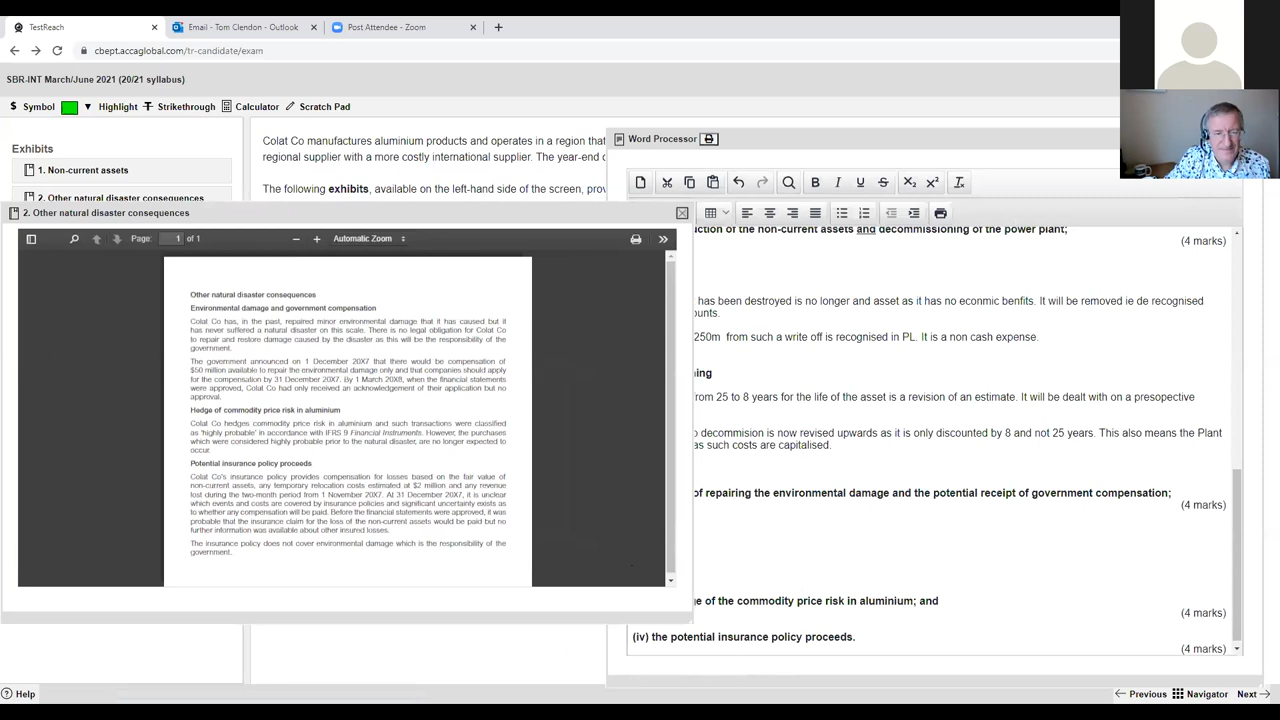 TestReach
Email - Tom Clendon - Outlook
Post Attendee - Zoom
cbept.accaglobal.com/tr-candidate/exam
SBR-INT March/June 2021 (20/21 syllabus)
$ Symbol Highlight Strikethrough Calculator Scratch Pad
Exhibits
1. Non-current assets
2. Other natural disaster consequences
Colat Co manufactures aluminium products and operates in a region that
regional supplier with a more costly international supplier. The year-end
The following exhibits, available on the left-hand side of the screen, prov
2. Other natural disaster consequences
Page: 1 of 1
Automatic Zoom
Other natural disaster consequences
Environmental damage and government compensation
Colat Co has, in the past, repaired minor environmental damage that it has caused but it
has never suffered a natural disaster on this scale. There is no legal obligation for Colat Co
to repair and restore damage caused by the disaster as this will be the responsibility of the
government.
The government announced on 1 December 20X7 that there would be compensation of
$50 million available to repair the environmental damage only and that companies should apply
for the compensation by 31 December 20X7. By 1 March 20X8, when the financial statements
were approved, Colat Co had only received an acknowledgement of their application but no
approval.
Hedge of commodity price risk in aluminium
Colat Co hedges commodity price risk in aluminium and such transactions were classified
as 'highly probable' in accordance with IFRS 9 Financial Instruments. However, the purchases
which were considered highly probable prior to the natural disaster, are no longer expected to
occur.
Potential insurance policy proceeds
Colat Co's insurance policy provides compensation for losses based on the fair value of
non-current assets, any temporary relocation costs estimated at $2 million and any revenue
lost during the two-month period from 1 November 20X7. At 31 December 20X7, it is unclear
which events and costs are covered by insurance policies and significant uncertainty exists as
to whether any compensation will be paid. Before the financial statements were approved, it was
probable that the insurance claim for the loss of the non-current assets would be paid but no
further information was available about other insured losses.
The insurance policy does not cover environmental damage which is the responsibility of the
government.
Word Processor
uction of the non-current assets and decommissioning of the power plant;
(4 marks)
has been destroyed is no longer and asset as it has no econmic benfits. It will be removed ie de recognised
ounts.
250m from such a write off is recognised in PL. It is a non cash expense.
ning
from 25 to 8 years for the life of the asset is a revision of an estimate. It will be dealt with on a presospective
o decommision is now revised upwards as it is only discounted by 8 and not 25 years. This also means the Plant
as such costs are capitalised.
of repairing the environmental damage and the potential receipt of government compensation;
(4 marks)
ge of the commodity price risk in aluminium; and
(4 marks)
(iv) the potential insurance policy proceeds.
(4 marks)
Help
Previous Navigator Next